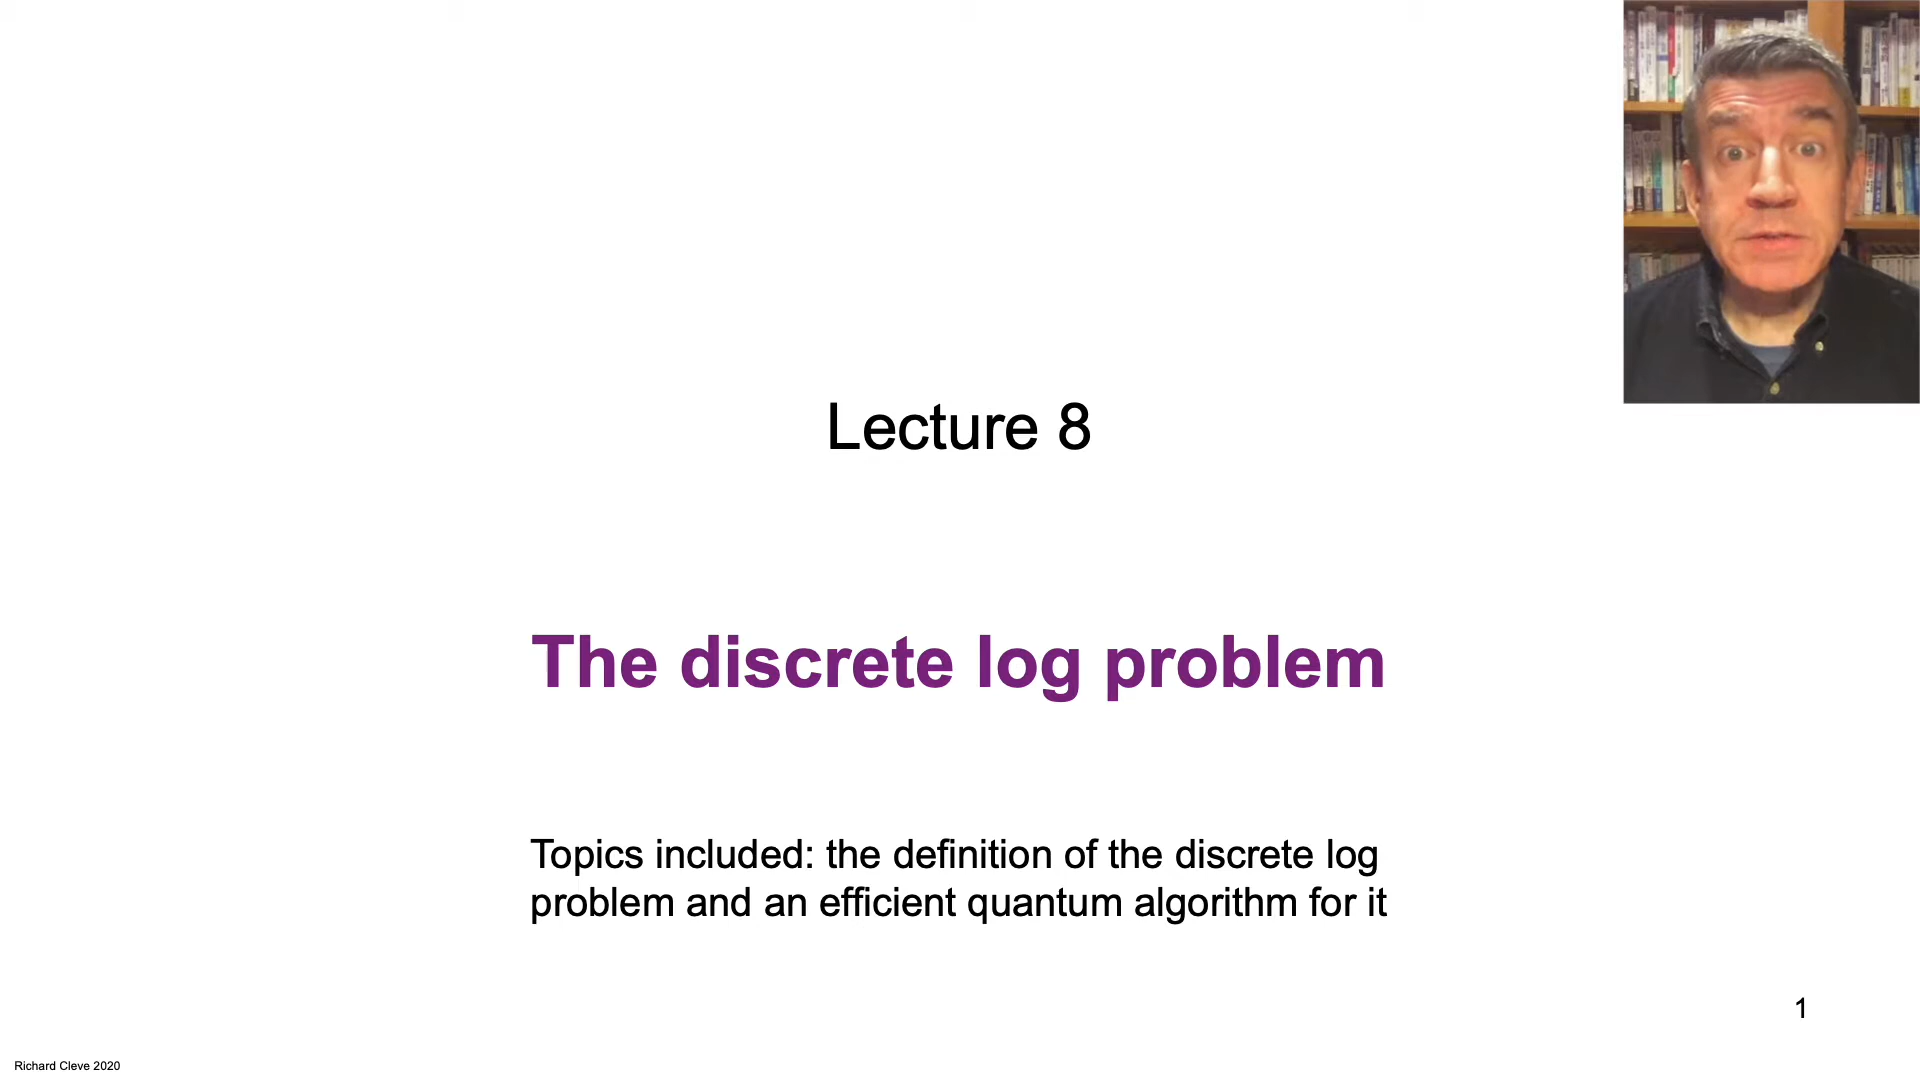 Lecture 8
The discrete log problem
Topics included: the definition of the discrete log
problem and an efficient quantum algorithm for it
1
Richard Cleve 2020